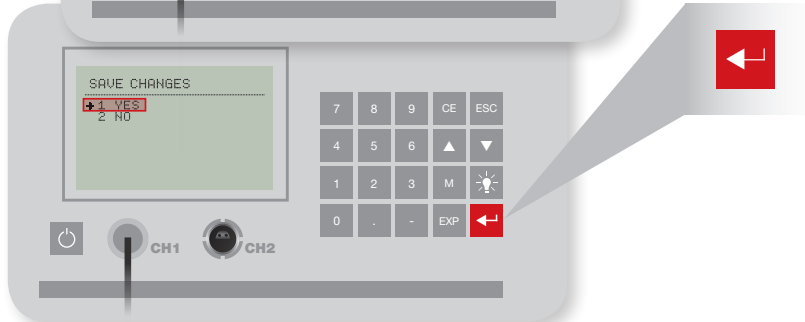 SAVE CHANGES
1 YES
2 NO
7 8 9 CE ESC
4 5 6
1 2 3 M
0 . - EXP
CH1 CH2